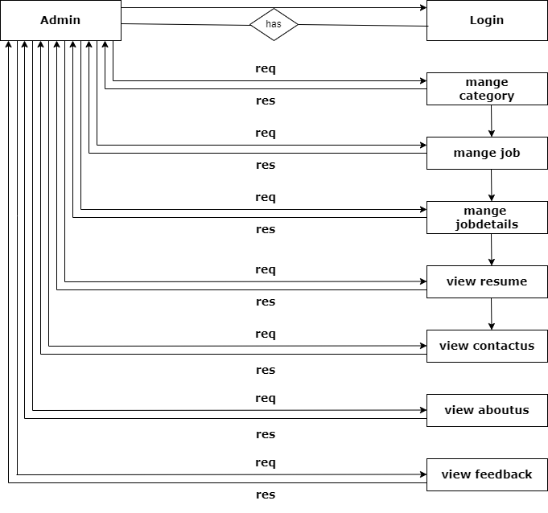 Admin
has
Login
req
mange
category
res
req
mange job
res
req
mange
jobdetails
res
req
view resume
res
req
view contactus
res
req
view aboutus
res
req
view feedback
res